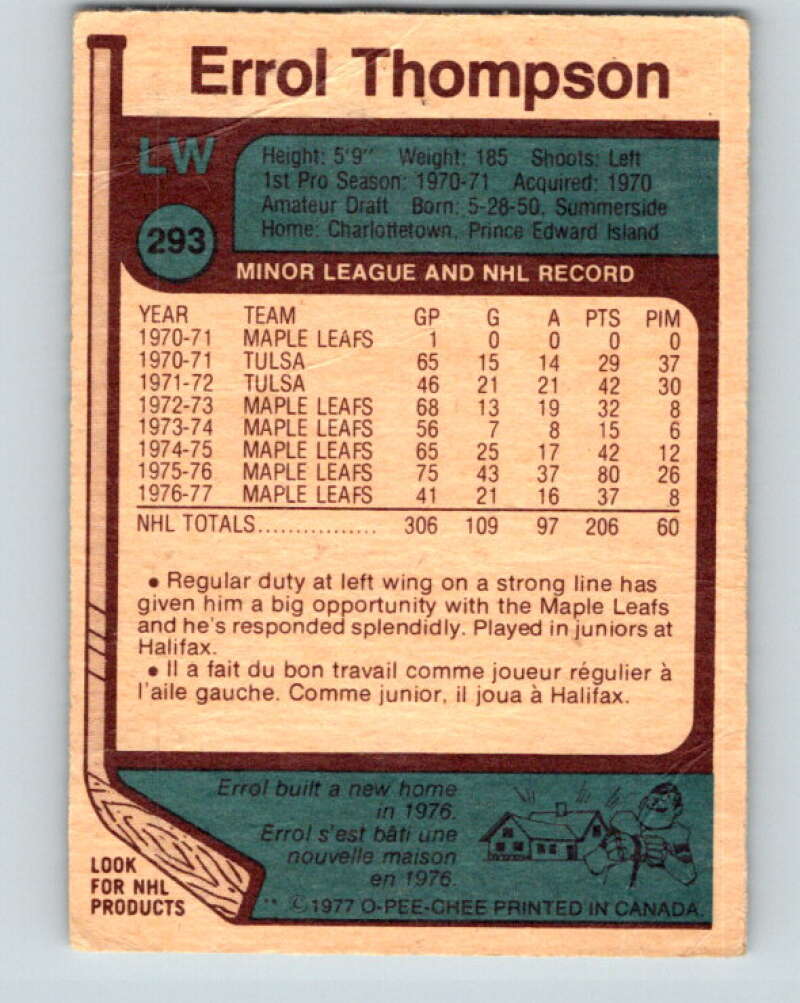 Errol Thompson
LW
Height: 5'9" Weight: 185 Shoots: Left
1st Pro Season: 1970-71 Acquired: 1970
Amateur Draft Born: 5-28-50, Summerside
Home: Charlottetown, Prince Edward Island
293
MINOR LEAGUE AND NHL RECORD
YEAR TEAM GP G A PTS PIM
1970-71 MAPLE LEAFS 1 0 0 0 0
1970-71 TULSA 65 15 14 29 37
1971-72 TULSA 46 21 21 42 30
1972-73 MAPLE LEAFS 68 13 19 32 8
1973-74 MAPLE LEAFS 56 7 8 15 6
1974-75 MAPLE LEAFS 65 25 17 42 12
1975-76 MAPLE LEAFS 75 43 37 80 26
1976-77 MAPLE LEAFS 41 21 16 37 8
NHL TOTALS................ 306 109 97 206 60
• Regular duty at left wing on a strong line has
given him a big opportunity with the Maple Leafs
and he's responded splendidly. Played in juniors at
Halifax.
• Il a fait du bon travail comme joueur régulier à
l'aile gauche. Comme junior, il joua à Halifax.
Errol built a new home
in 1976.
Errol s'est bâti une
nouvelle maison
en 1976.
LOOK
FOR NHL
PRODUCTS
** ©1977 O-PEE-CHEE PRINTED IN CANADA.